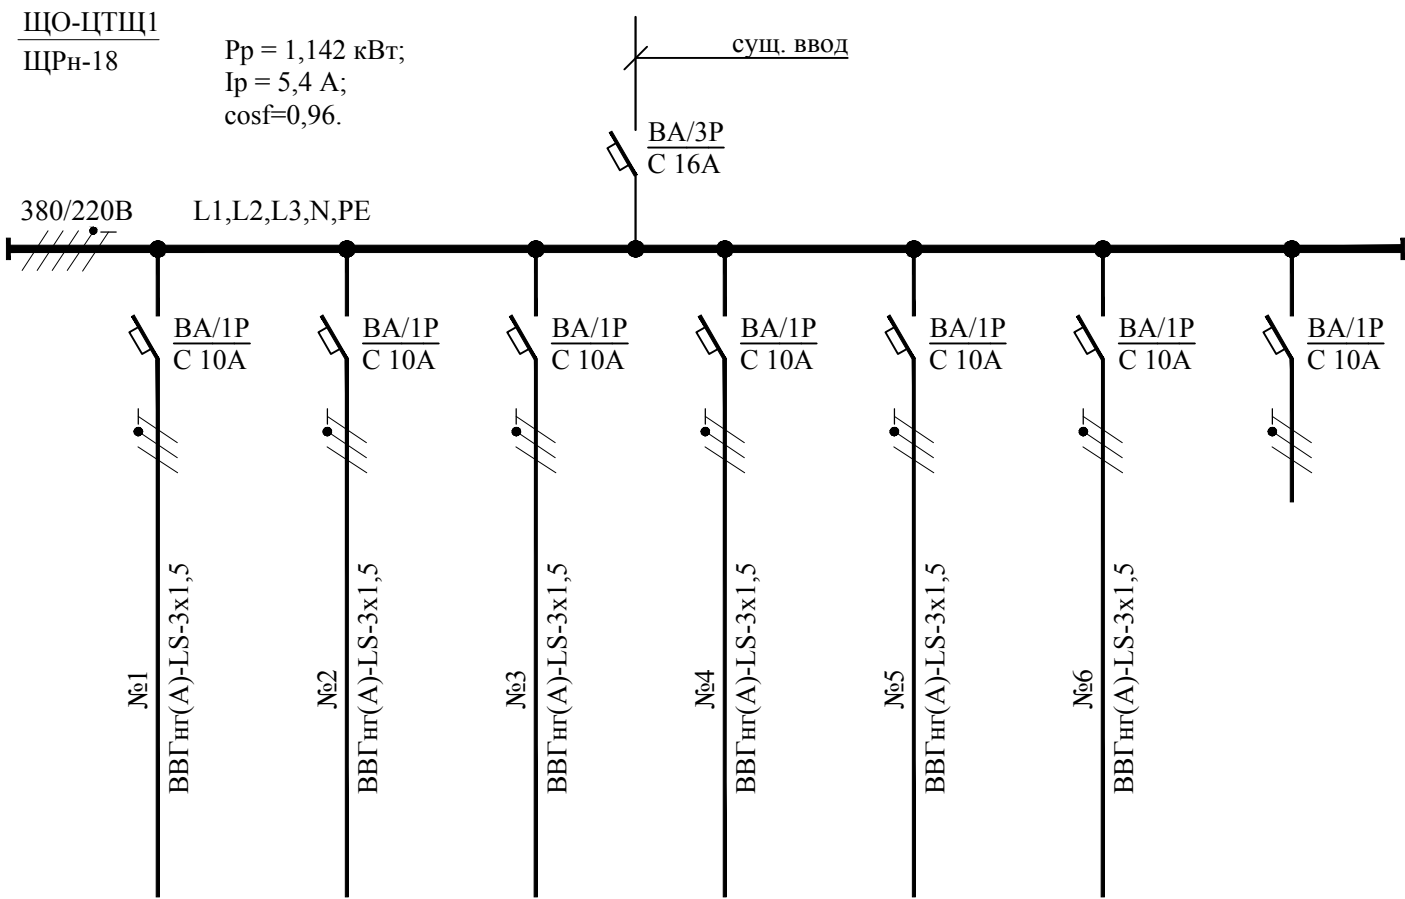 ЩО-ЦТЩ1
ЩРн-18
Pp = 1,142 кВт;
Ip = 5,4 А;
cosf=0,96.
сущ. ввод
ВА/3Р
С 16А
380/220В
L1,L2,L3,N,PE
ВА/1Р
С 10А
ВА/1Р
С 10А
ВА/1Р
С 10А
ВА/1Р
С 10А
ВА/1Р
С 10А
ВА/1Р
С 10А
ВА/1Р
С 10А
№1
ВВГнг(А)-LS-3х1,5
№2
ВВГнг(А)-LS-3х1,5
№3
ВВГнг(А)-LS-3х1,5
№4
ВВГнг(А)-LS-3х1,5
№5
ВВГнг(А)-LS-3х1,5
№6
ВВГнг(А)-LS-3х1,5